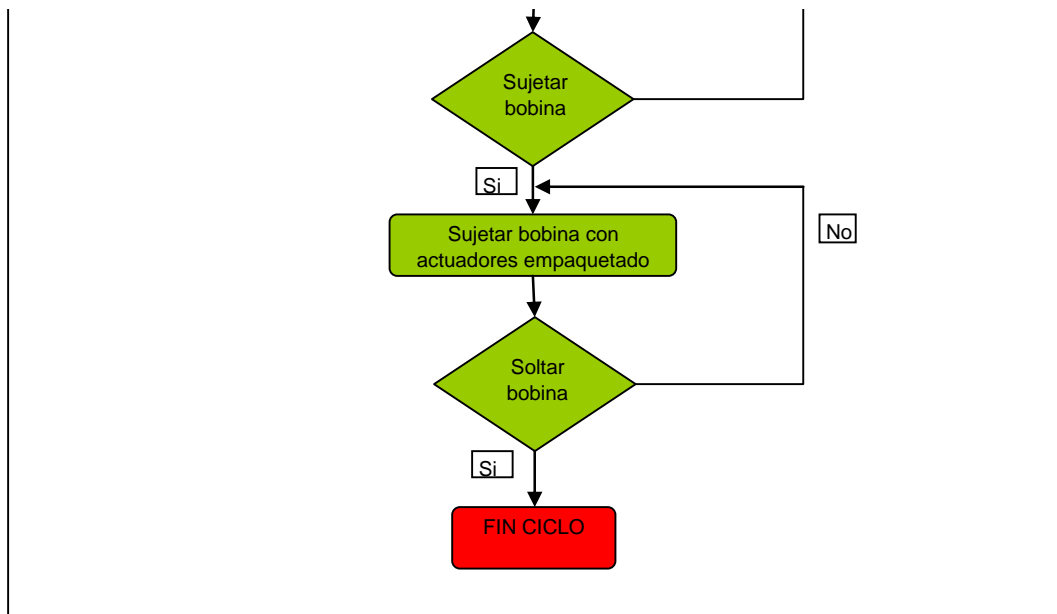 Sujetar
bobina
Si
Sujetar bobina con
actuadores empaquetado
No
Soltar
bobina
Si
FIN CICLO